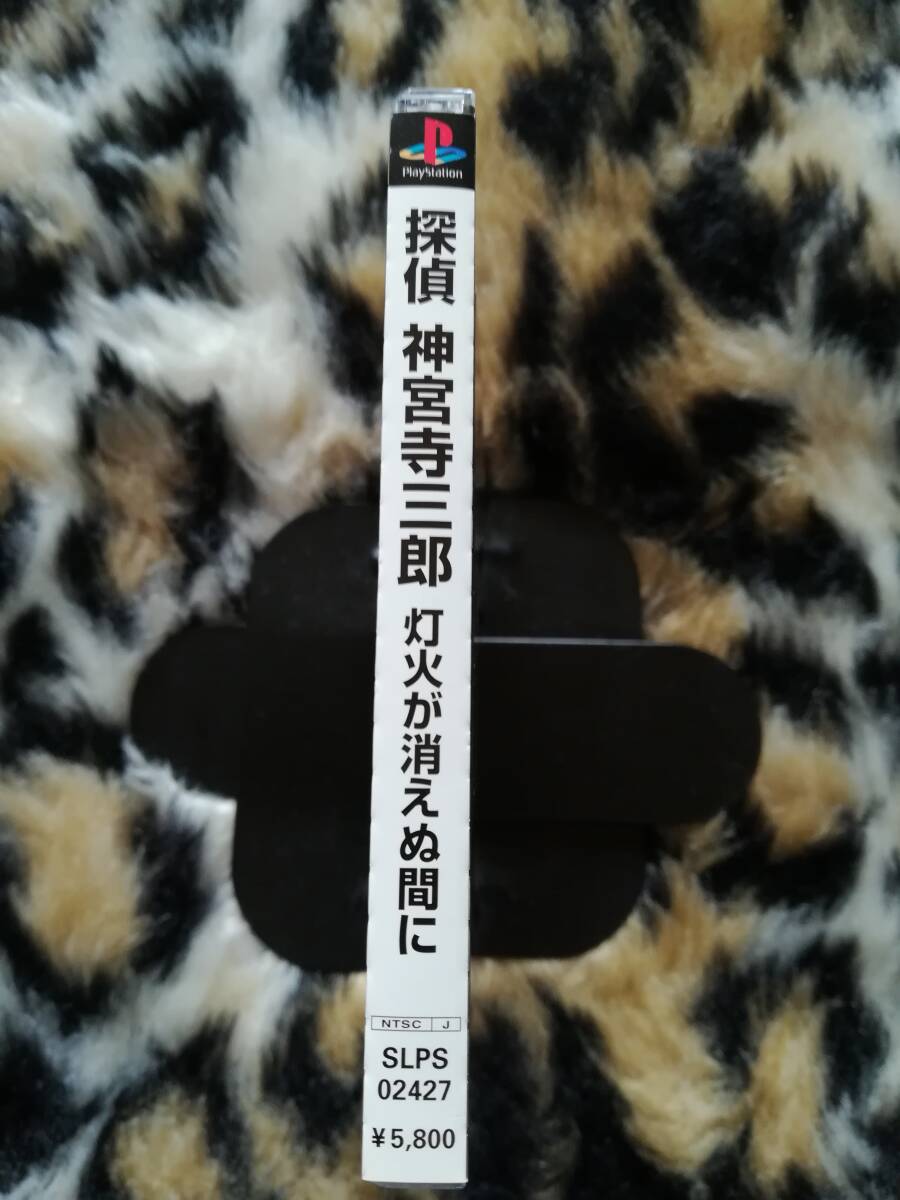 PlayStation
探偵 神宮寺三郎 灯火が消えぬ間に
NTSC J
SLPS
02427
¥5,800